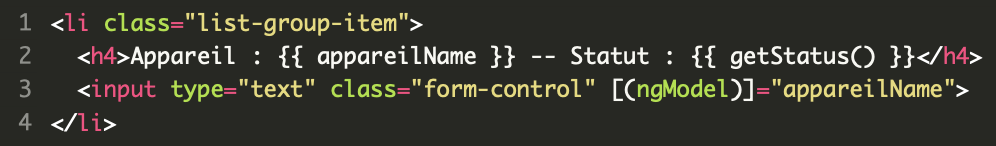 1 <li class="list-group-item">
2   <h4>Appareil : {{ appareilName }} -- Statut : {{ getStatus() }}</h4>
3   <input type="text" class="form-control" [(ngModel)]="appareilName">
4 </li>